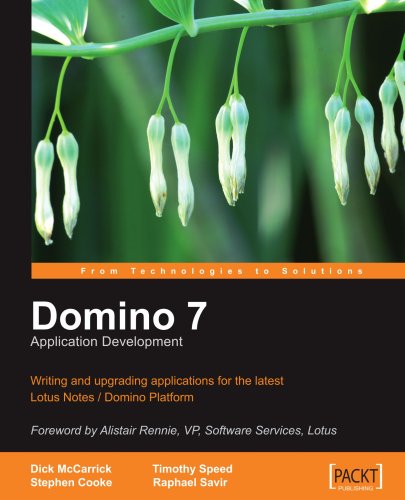 From Technologies to Solutions
Domino 7
Application Development
Writing and upgrading applications for the latest
Lotus Notes / Domino Platform
Foreword by Alistair Rennie, VP, Software Services, Lotus
Dick McCarrick Timothy Speed
Stephen Cooke Raphael Savir
PACKT
PUBLISHING